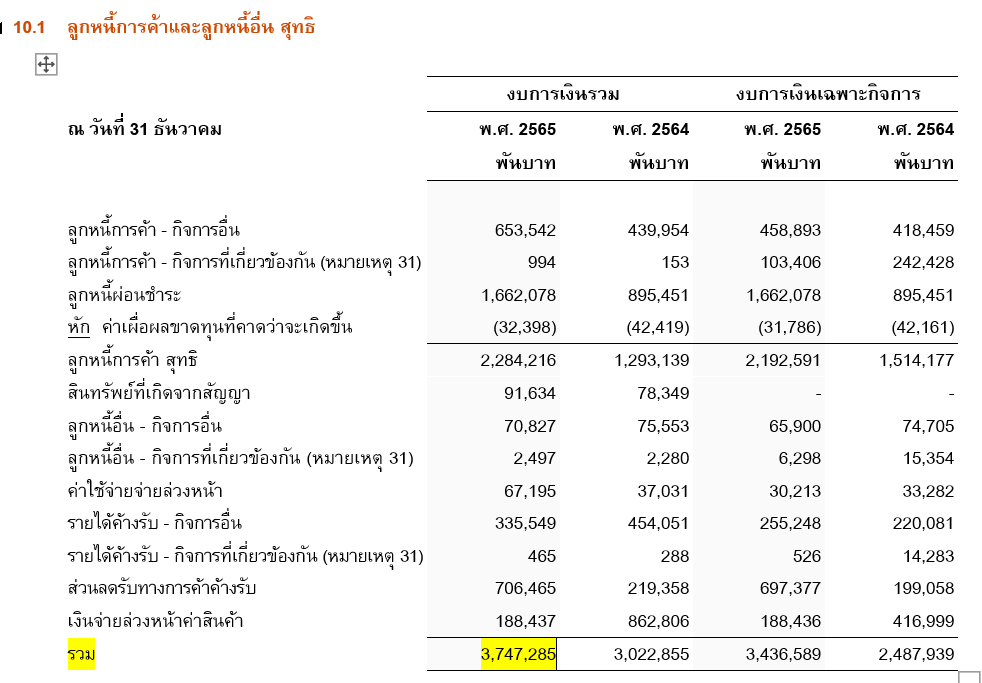 10.1 ลูกหนี้การค้าและลูกหนี้อื่น สุทธิ
งบการเงินรวม งบการเงินเฉพาะกิจการ
ณ วันที่ 31 ธันวาคม พ.ศ. 2565 พ.ศ. 2564 พ.ศ. 2565 พ.ศ. 2564
พันบาท พันบาท พันบาท พันบาท
ลูกหนี้การค้า - กิจการอื่น 653,542 439,954 458,893 418,459
ลูกหนี้การค้า - กิจการที่เกี่ยวข้องกัน (หมายเหตุ 31) 994 153 103,406 242,428
ลูกหนี้ผ่อนชำระ 1,662,078 895,451 1,662,078 895,451
หัก ค่าเผื่อผลขาดทุนที่คาดว่าจะเกิดขึ้น (32,398) (42,419) (31,786) (42,161)
ลูกหนี้การค้า สุทธิ 2,284,216 1,293,139 2,192,591 1,514,177
สินทรัพย์ที่เกิดจากสัญญา 91,634 78,349 - -
ลูกหนี้อื่น - กิจการอื่น 70,827 75,553 65,900 74,705
ลูกหนี้อื่น - กิจการที่เกี่ยวข้องกัน (หมายเหตุ 31) 2,497 2,280 6,298 15,354
ค่าใช้จ่ายจ่ายล่วงหน้า 67,195 37,031 30,213 33,282
รายได้ค้างรับ - กิจการอื่น 335,549 454,051 255,248 220,081
รายได้ค้างรับ - กิจการที่เกี่ยวข้องกัน (หมายเหตุ 31) 465 288 526 14,283
ส่วนลดรับทางการค้าค้างรับ 706,465 219,358 697,377 199,058
เงินจ่ายล่วงหน้าค่าสินค้า 188,437 862,806 188,436 416,999
รวม 3,747,285 3,022,855 3,436,589 2,487,939